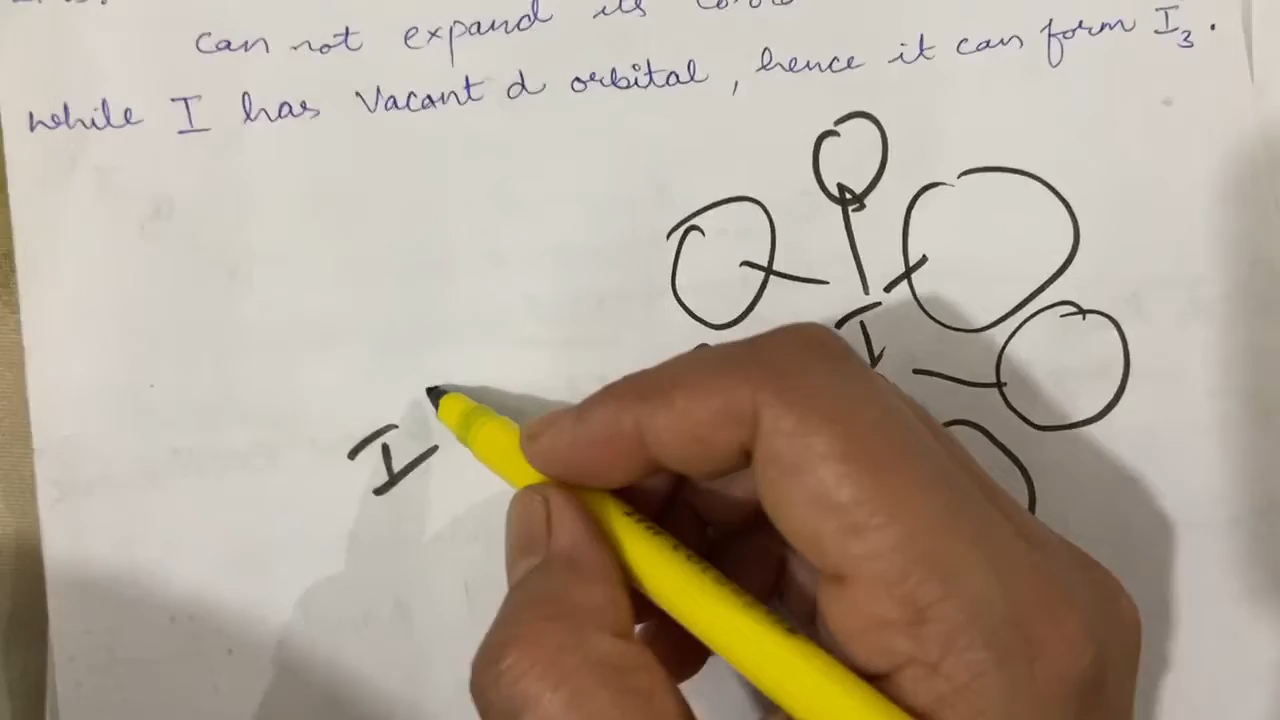 can not expand its
while I has Vacant d orbital, hence it can form I3.
I
I